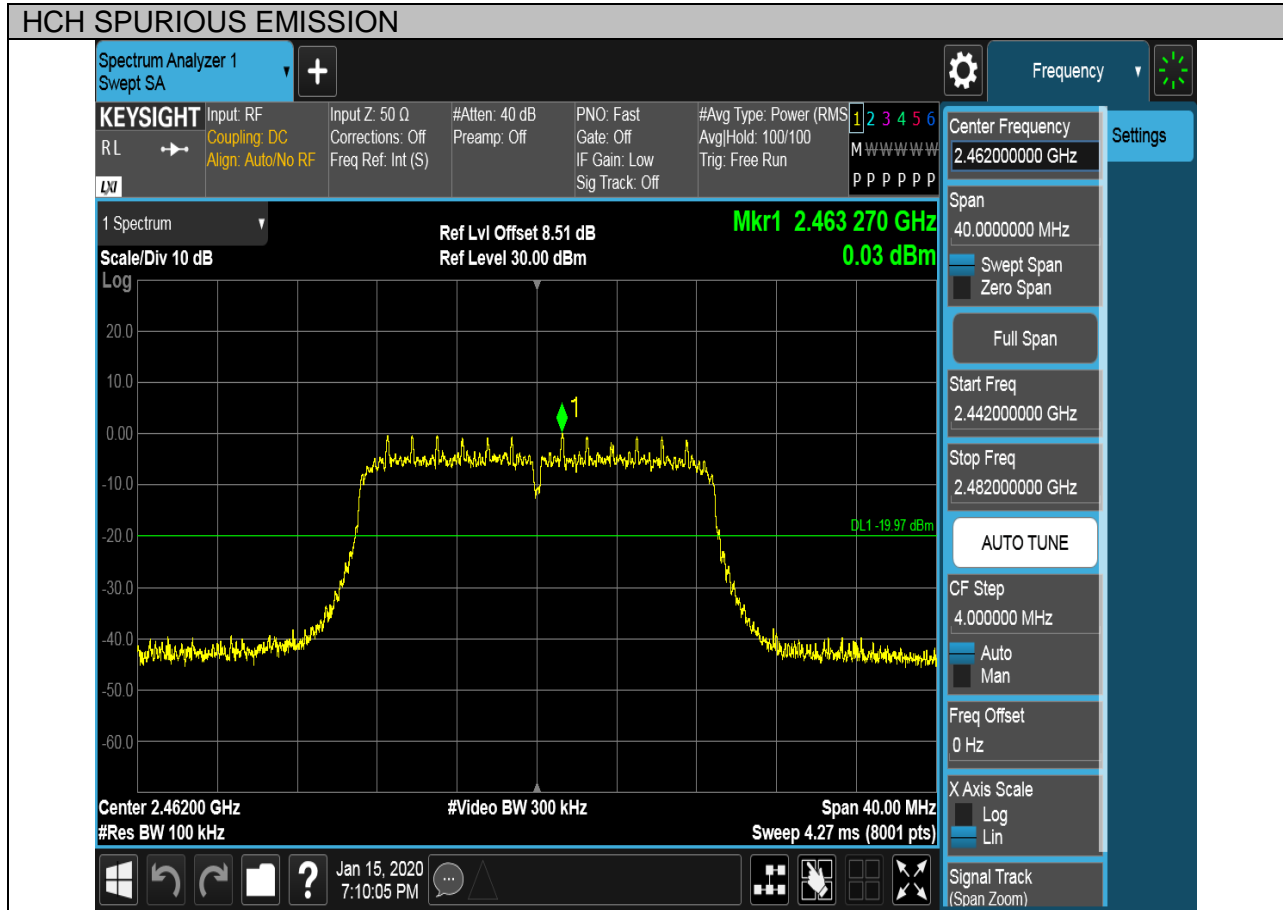 HCH SPURIOUS EMISSION
Spectrum Analyzer 1
Swept SA
+
Frequency
KEYSIGHT
RL
LXI
Input: RF
Coupling: DC
Align: Auto/No RF
Input Z: 50 Ω
Corrections: Off
Freq Ref: Int (S)
#Atten: 40 dB
Preamp: Off
PNO: Fast
Gate: Off
IF Gain: Low
Sig Track: Off
#Avg Type: Power (RMS
Avg|Hold: 100/100
Trig: Free Run
1 2 3 4 5 6
M W W W W W
P P P P P P
1 Spectrum
Scale/Div 10 dB
Log
Ref Lvl Offset 8.51 dB
Ref Level 30.00 dBm
Mkr1 2.463 270 GHz
0.03 dBm
20.0
10.0
0.00
-10.0
-20.0
-30.0
-40.0
-50.0
-60.0
1
DL1 -19.97 dBm
Center 2.46200 GHz
#Res BW 100 kHz
#Video BW 300 kHz
Span 40.00 MHz
Sweep 4.27 ms (8001 pts)
?
Jan 15, 2020
7:10:05 PM
Settings
Center Frequency
2.462000000 GHz
Span
40.0000000 MHz
Swept Span
Zero Span
Full Span
Start Freq
2.442000000 GHz
Stop Freq
2.482000000 GHz
AUTO TUNE
CF Step
4.000000 MHz
Auto
Man
Freq Offset
0 Hz
X Axis Scale
Log
Lin
Signal Track
(Span Zoom)